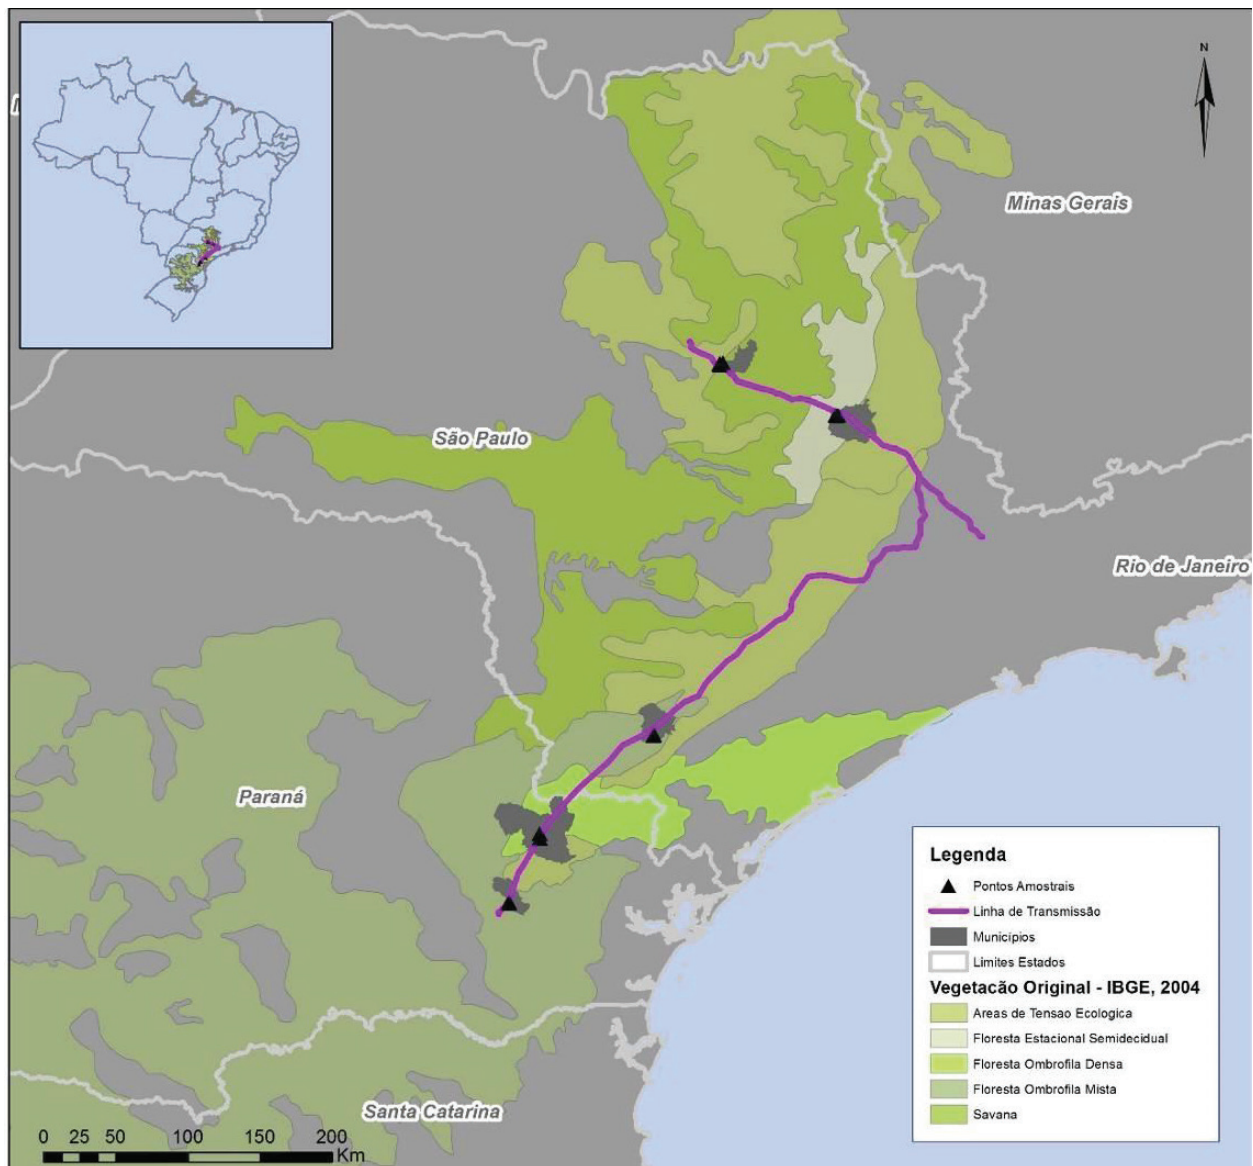 N
Minas Gerais
São Paulo
Rio de Janeiro
Paraná
Santa Catarina
Legenda
Pontos Amostrais
Linha de Transmissão
Municípios
Limites Estados
Vegetacão Original - IBGE, 2004
Areas de Tensao Ecologica
Floresta Estacional Semidecidual
Floresta Ombrofila Densa
Floresta Ombrofila Mista
Savana
0 25 50 100 150 200
Km